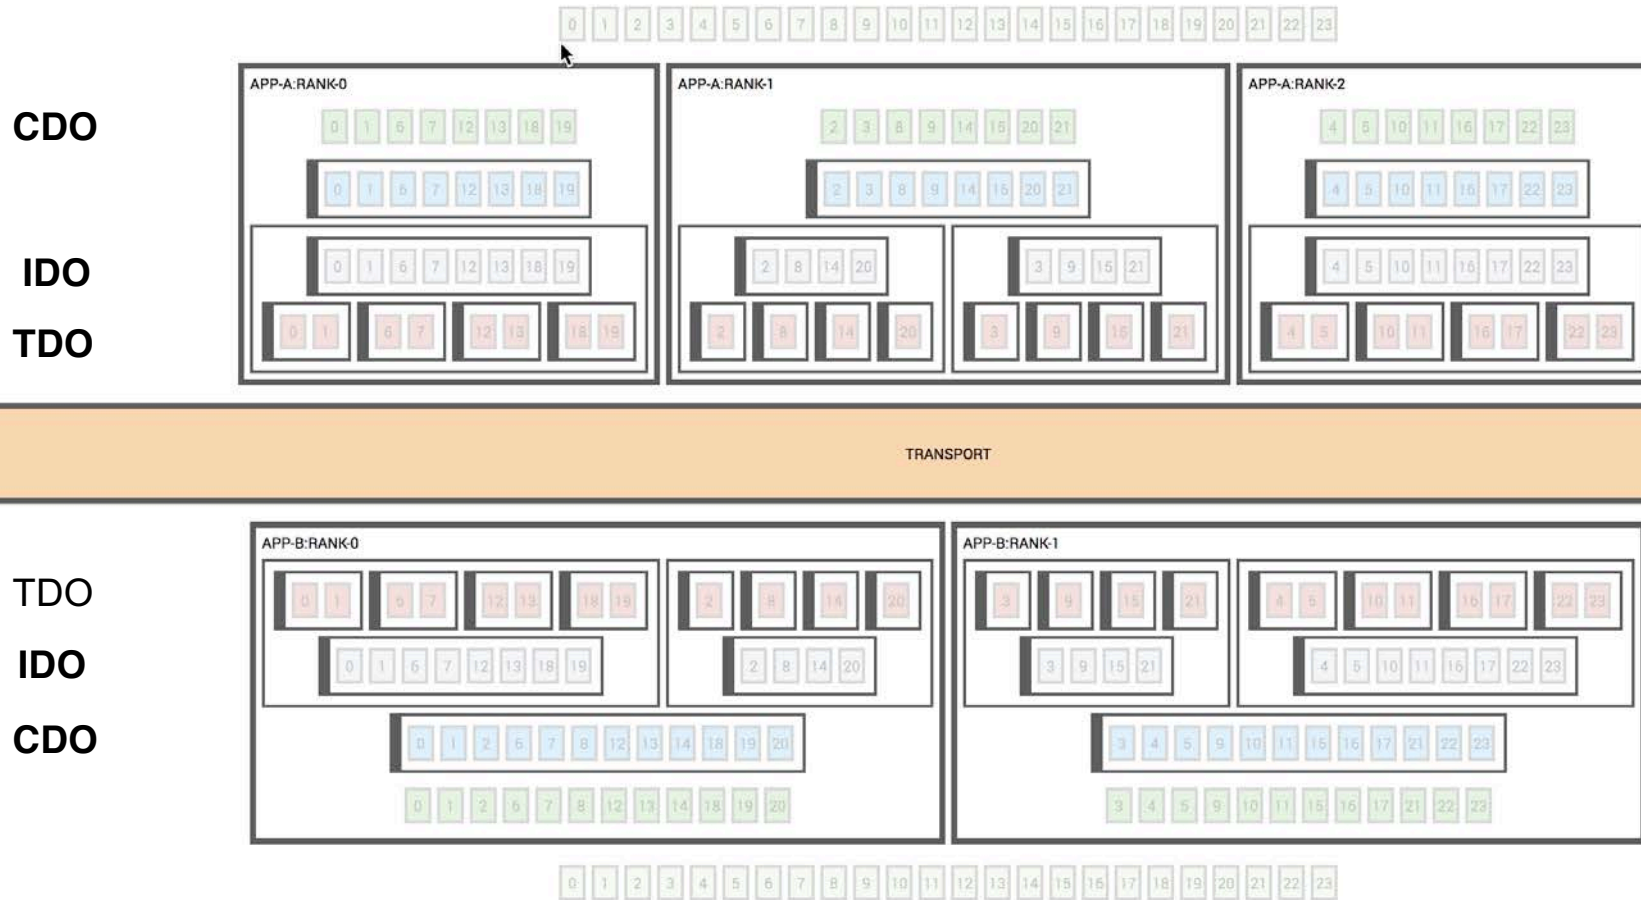 0 1 2 3 4 5 6 7 8 9 10 11 12 13 14 15 16 17 18 19 20 21 22 23
APP-A:RANK-0 APP-A:RANK-1 APP-A:RANK-2
CDO 0 1 6 7 12 13 18 19 2 3 8 9 14 15 20 21 4 5 10 11 16 17 22 23
0 1 6 7 12 13 18 19 2 3 8 9 14 15 20 21 4 5 10 11 16 17 22 23
IDO 0 1 6 7 12 13 18 19 2 8 14 20 3 9 15 21 4 5 10 11 16 17 22 23
TDO 0 1 6 7 12 13 18 19 2 8 14 20 3 9 15 21 4 5 10 11 16 17 22 23
TRANSPORT
APP-B:RANK-0 APP-B:RANK-1
TDO 0 1 6 7 12 13 18 19 2 8 14 20 3 9 15 21 4 5 10 11 16 17 22 23
IDO 0 1 6 7 12 13 18 19 2 8 14 20 3 9 15 21 4 5 10 11 16 17 22 23
CDO 0 1 2 6 7 8 12 13 14 18 19 20 3 4 5 9 10 11 15 16 17 21 22 23
0 1 2 6 7 8 12 13 14 18 19 20 3 4 5 9 10 11 15 16 17 21 22 23
0 1 2 3 4 5 6 7 8 9 10 11 12 13 14 15 16 17 18 19 20 21 22 23